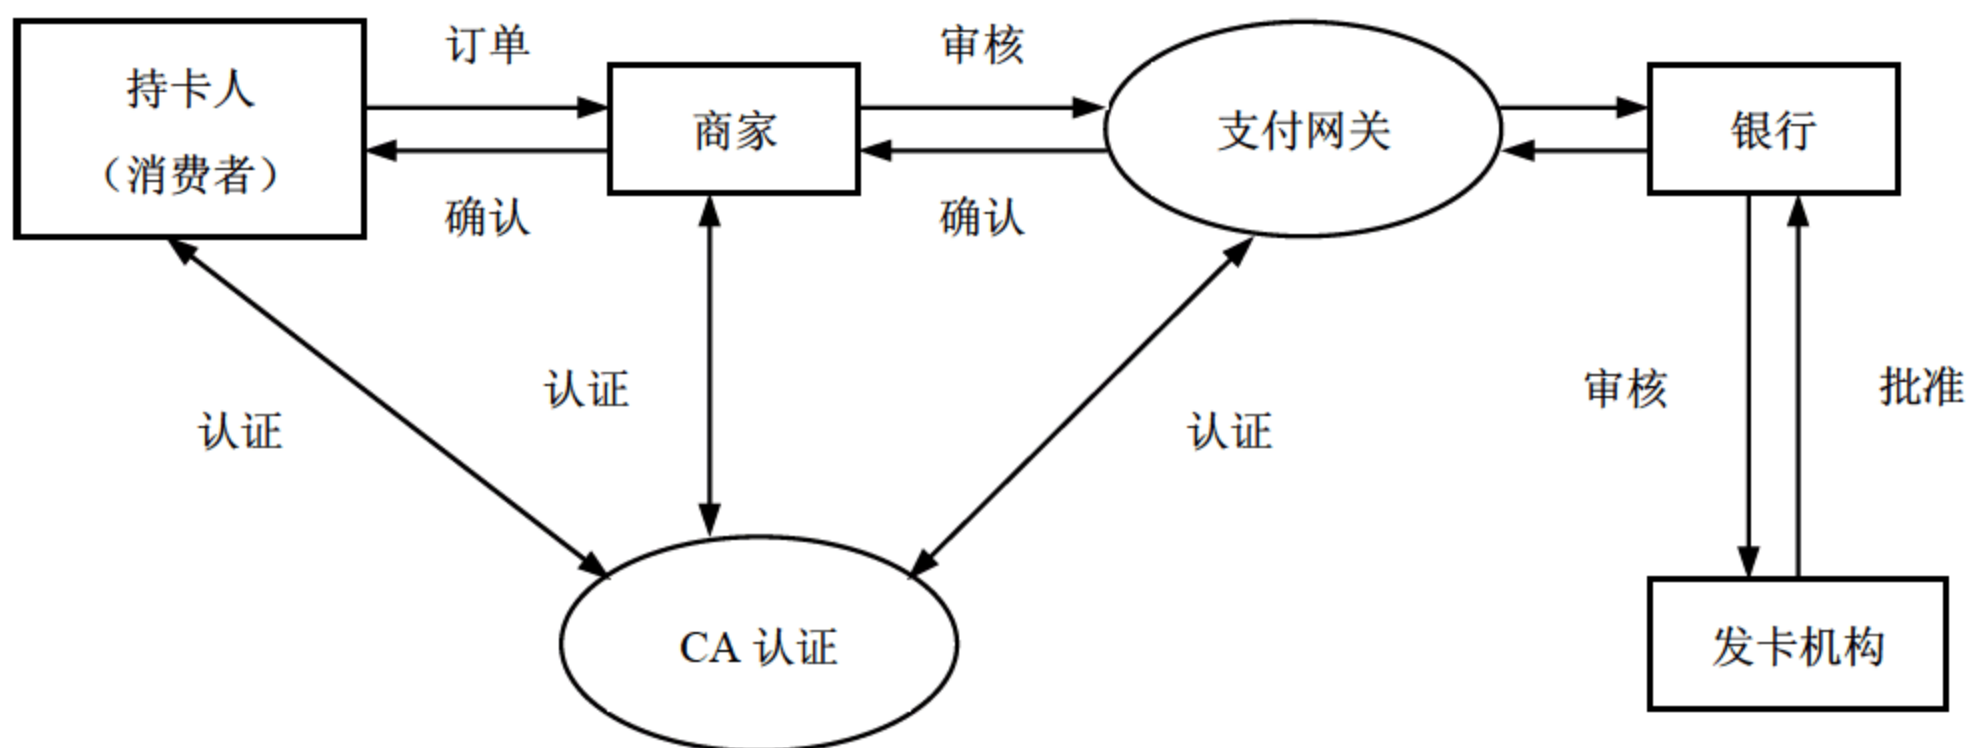 订单
审核
持卡人
（消费者）
商家
支付网关
银行
确认
确认
认证
认证
认证
审核
批准
CA 认证
发卡机构